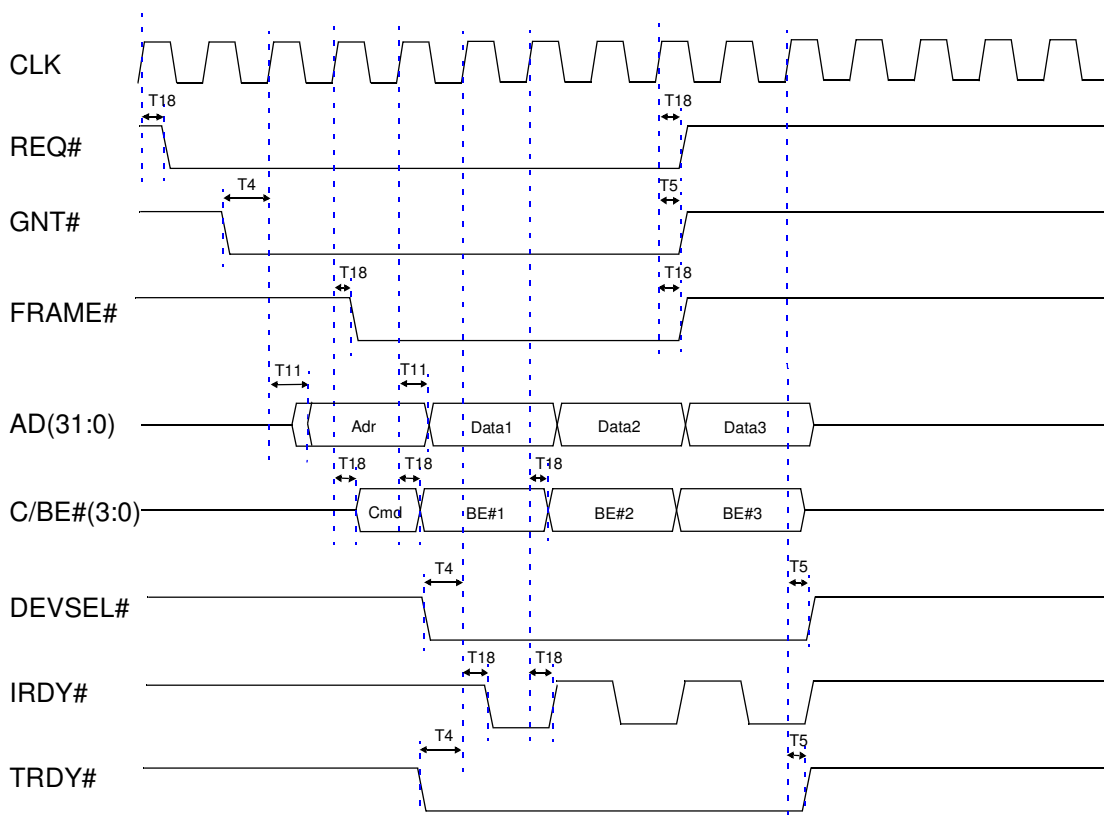 CLK
T18 T18
REQ#
T4 T5
GNT#
T18 T18
FRAME#
T11 T11
AD(31:0) Adr Data1 Data2 Data3
T18 T18 T18
C/BE#(3:0) Cmd BE#1 BE#2 BE#3
T4 T5
DEVSEL#
T18 T18
IRDY#
T4 T5
TRDY#